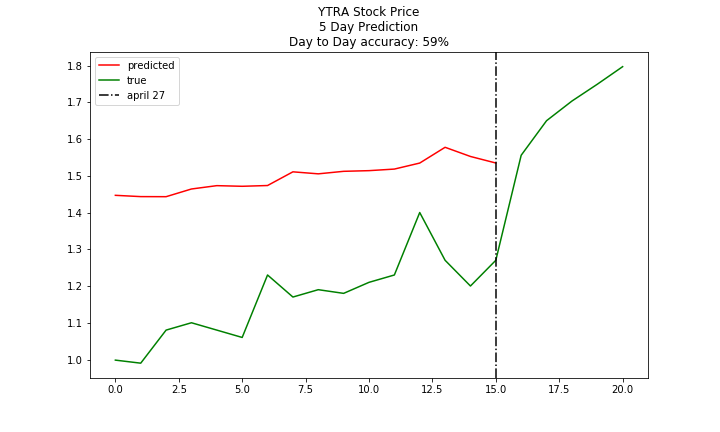 YTRA Stock Price
5 Day Prediction
Day to Day accuracy: 59%
predicted
true
april 27
1.8
1.7
1.6
1.5
1.4
1.3
1.2
1.1
1.0
0.0 2.5 5.0 7.5 10.0 12.5 15.0 17.5 20.0